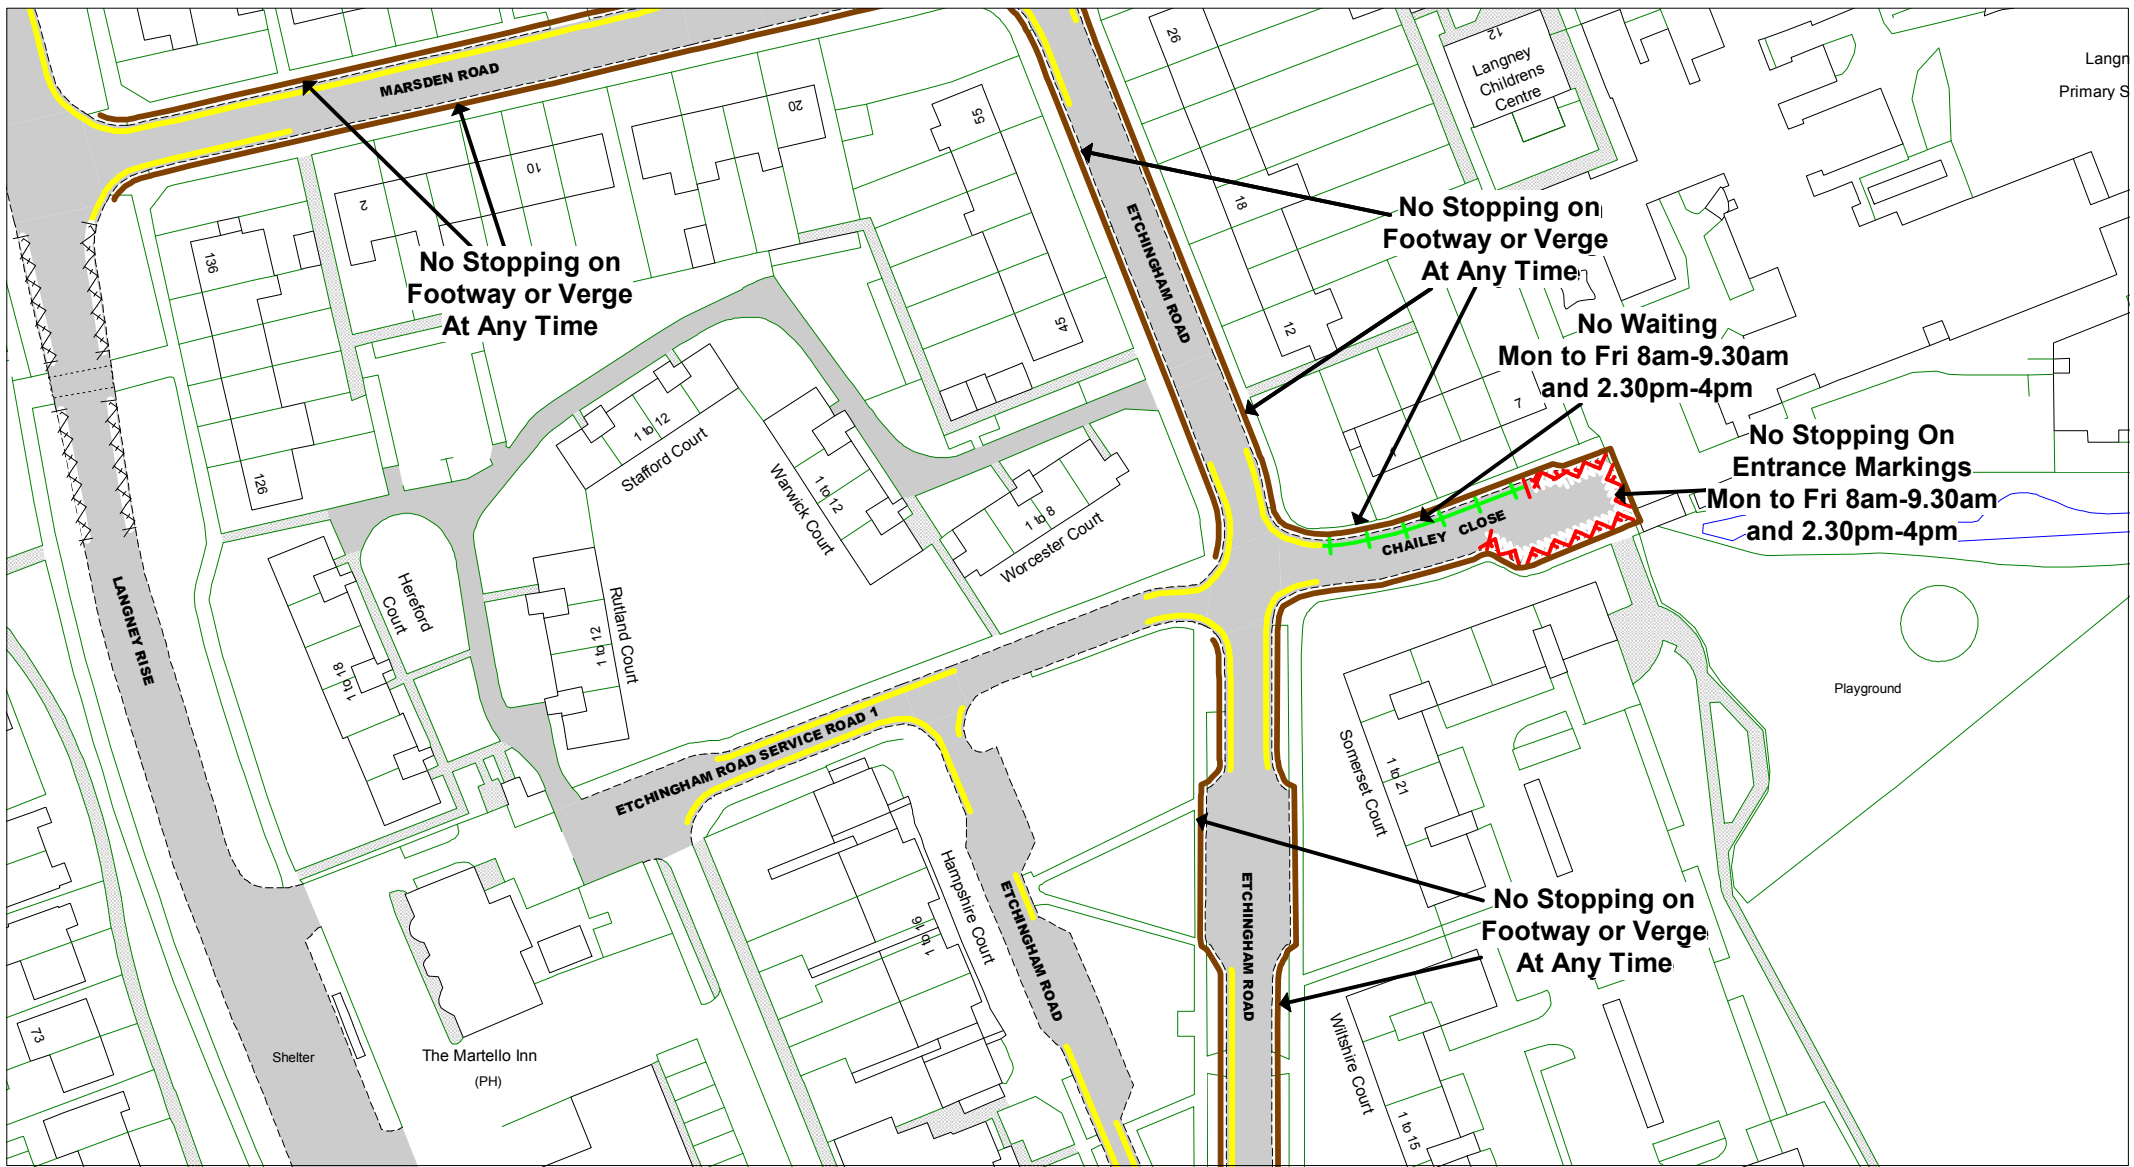 MARSDEN ROAD
26
12
Langney
Childrens
Centre
Langn
Primary S
20
55
10
2
18
No Stopping on
Footway or Verge
At Any Time
ETCHINGHAM ROAD
136
No Stopping on
Footway or Verge
At Any Time
45
12
No Waiting
Mon to Fri 8am-9.30am
and 2.30pm-4pm
7
1 to 12
Stafford Court
126
Warwick Court
1 to 12
No Stopping On
Entrance Markings
Mon to Fri 8am-9.30am
and 2.30pm-4pm
1 to 8
Worcester Court
CHAILEY CLOSE
LANGNEY RISE
Hereford
Court
1 to 18
Rutland Court
1 to 12
Playground
ETCHINGHAM ROAD SERVICE ROAD 1
Somerset Court
1 to 21
Hampshire Court
1 to 16
ETCHINGHAM ROAD
ETCHINGHAM ROAD
No Stopping on
Footway or Verge
At Any Time
73
Shelter
The Martello Inn
(PH)
Wiltshire Court
1 to 15